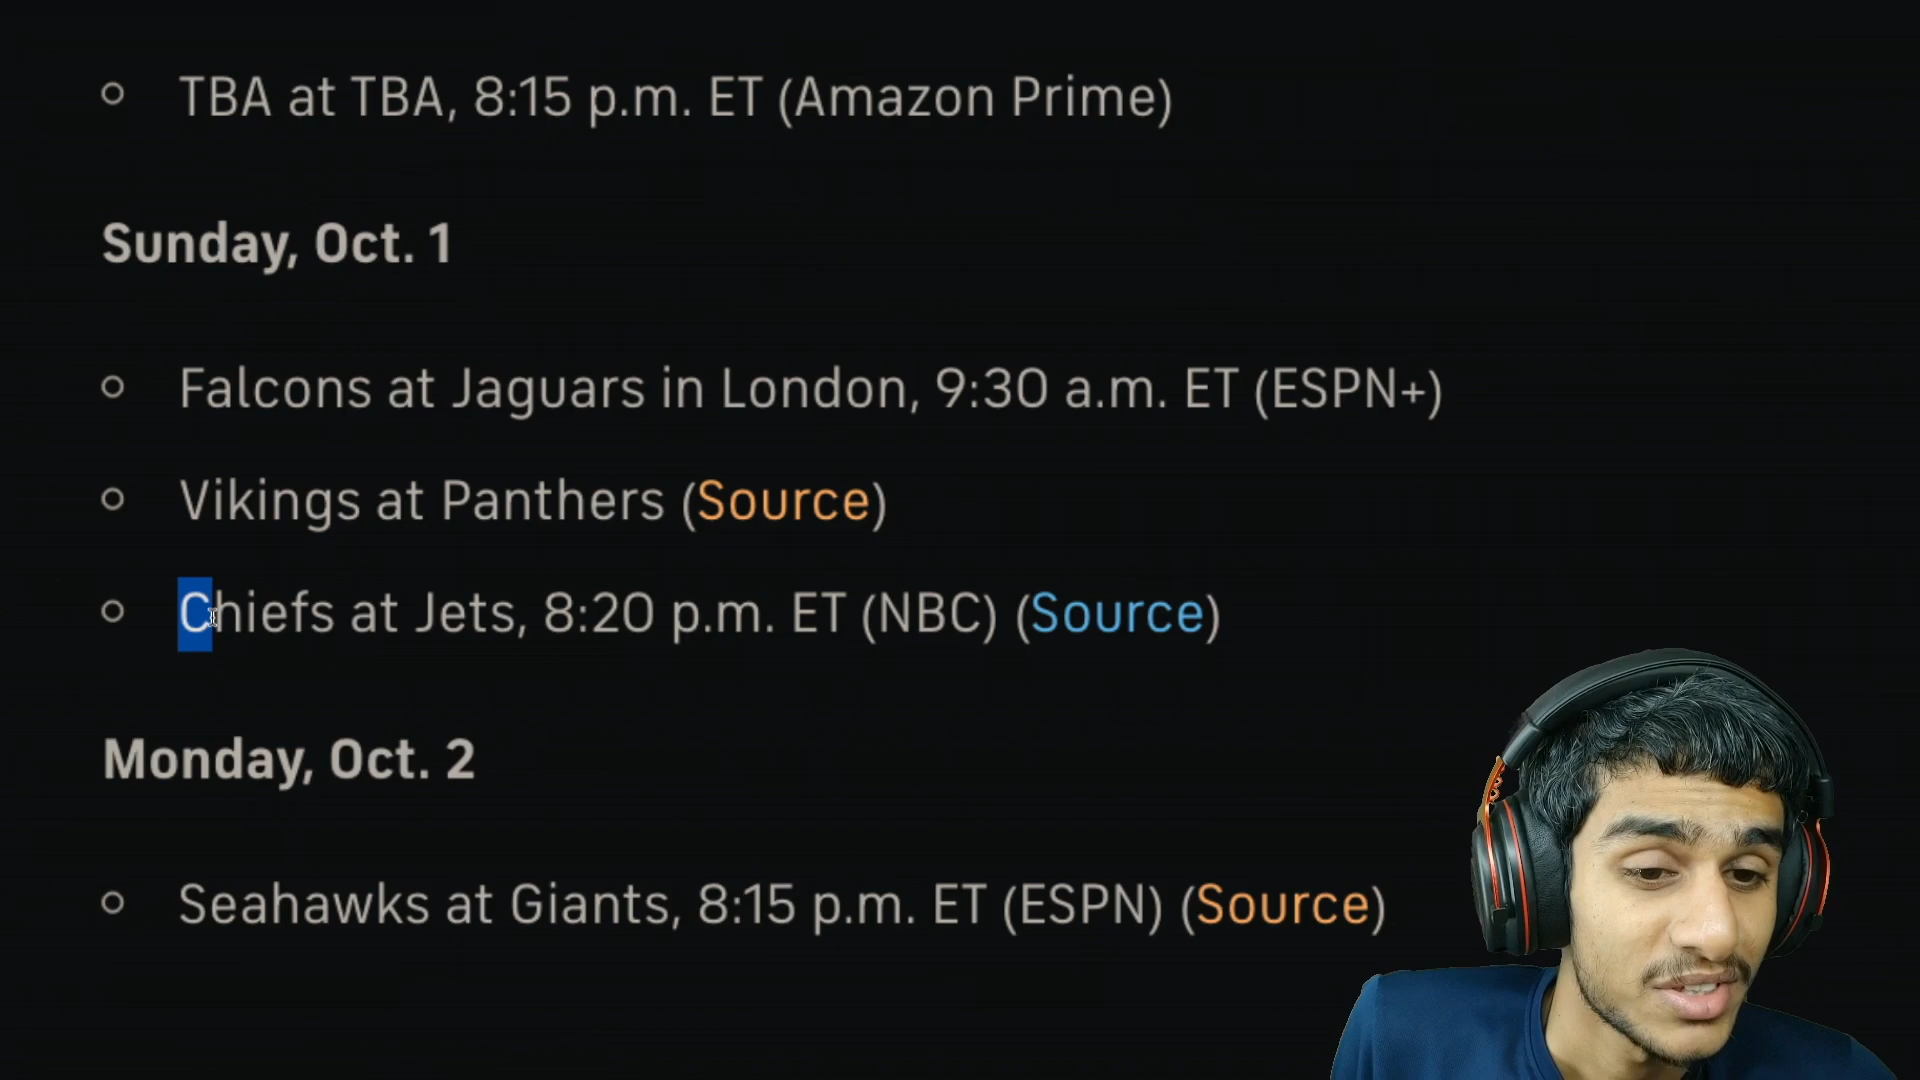 TBA at TBA, 8:15 p.m. ET (Amazon Prime)
Sunday, Oct. 1
Falcons at Jaguars in London, 9:30 a.m. ET (ESPN+)
Vikings at Panthers (Source)
Chiefs at Jets, 8:20 p.m. ET (NBC) (Source)
Monday, Oct. 2
Seahawks at Giants, 8:15 p.m. ET (ESPN) (Source)